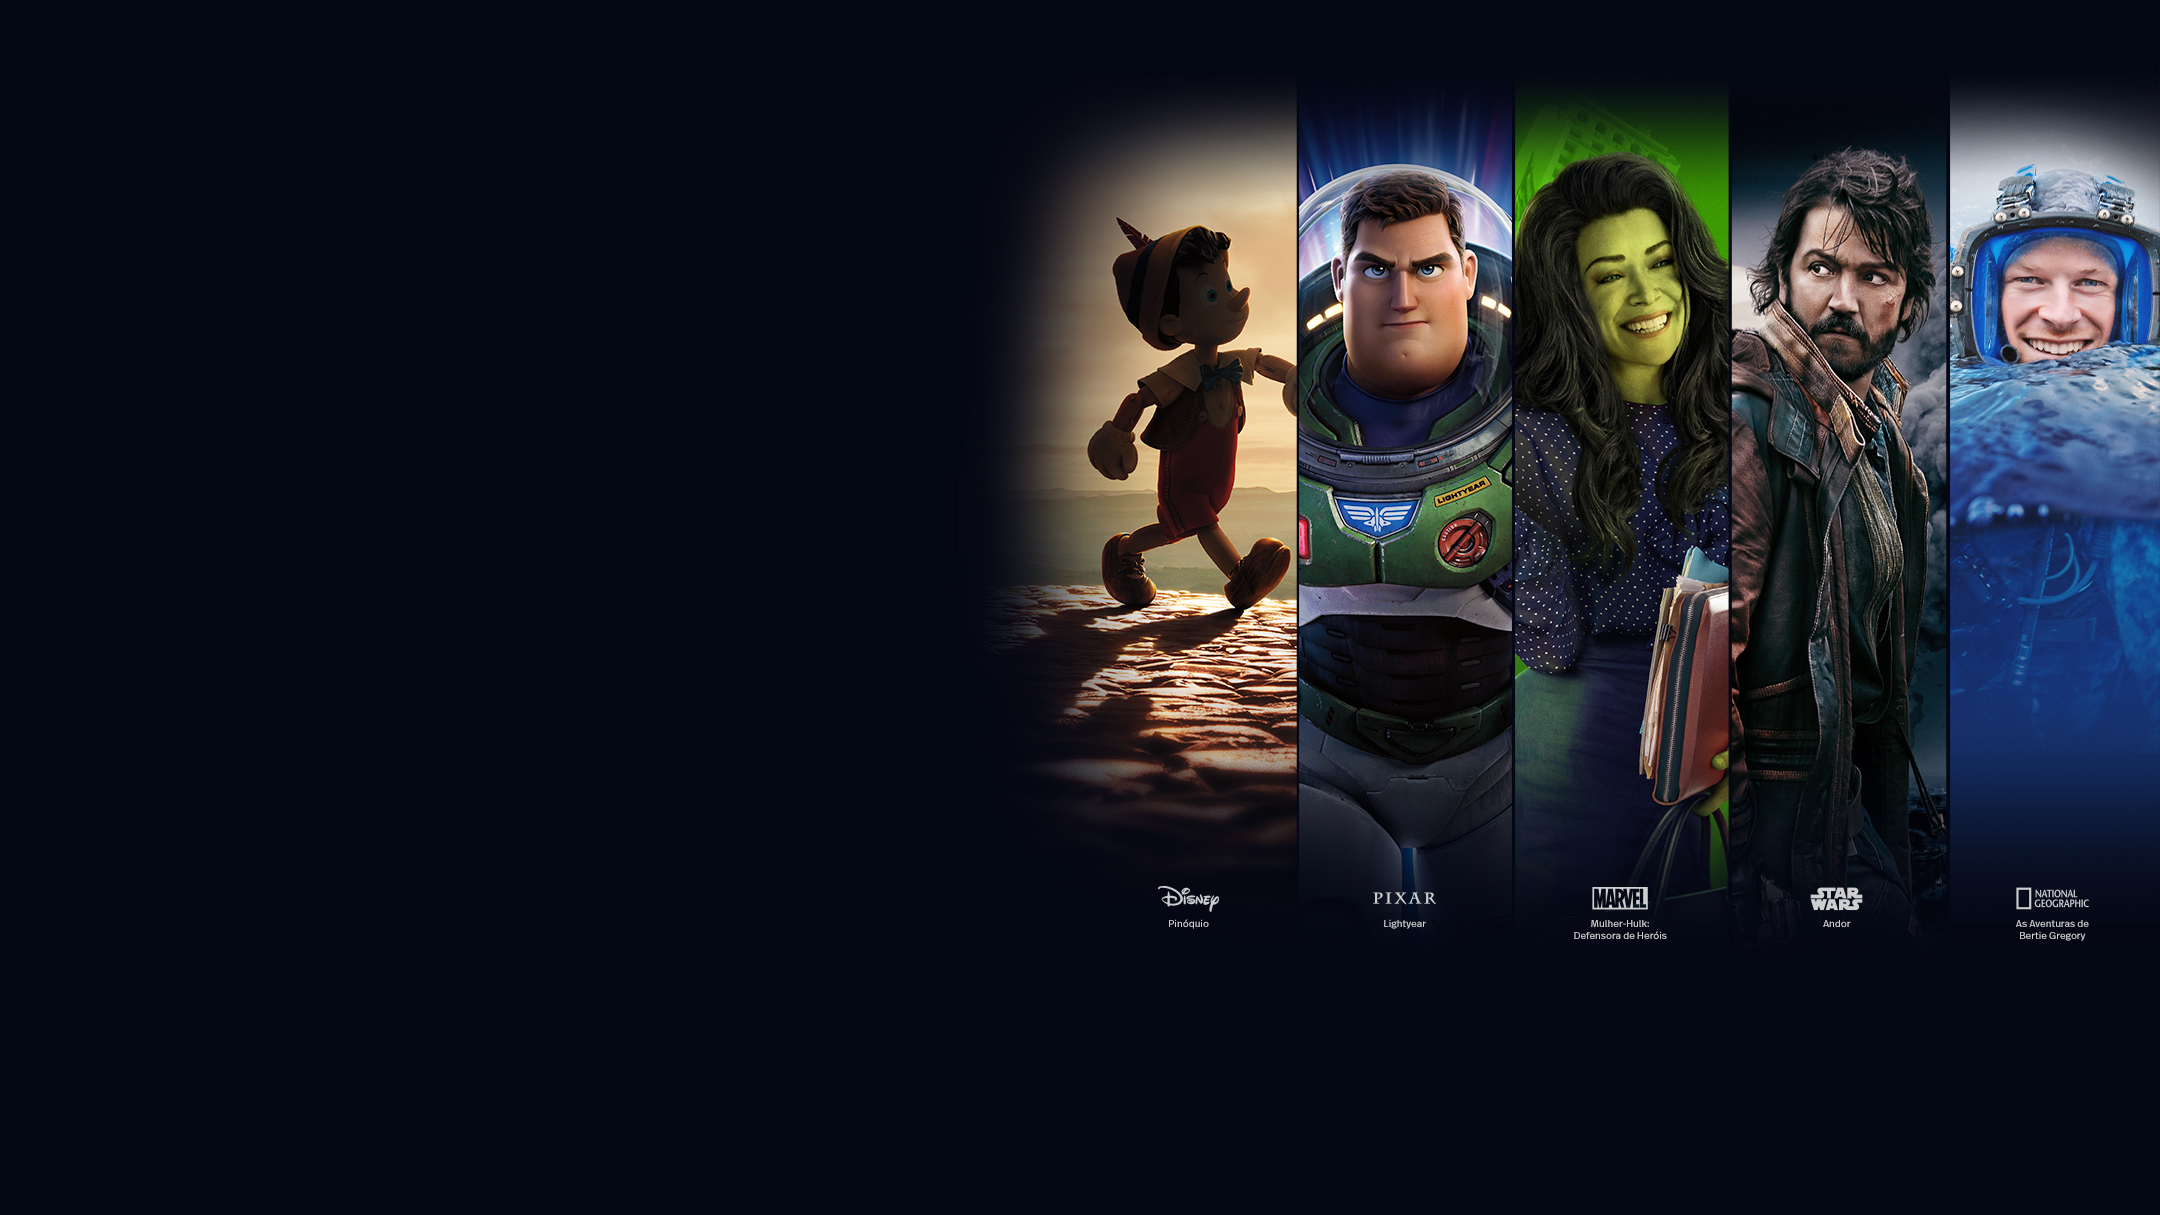 LIGHTYEAR
Disney
Pinóquio
PIXAR
Lightyear
MARVEL
Mulher-Hulk:
Defensora de Heróis
STAR
WARS
Andor
NATIONAL
GEOGRAPHIC
As Aventuras de
Bertie Gregory